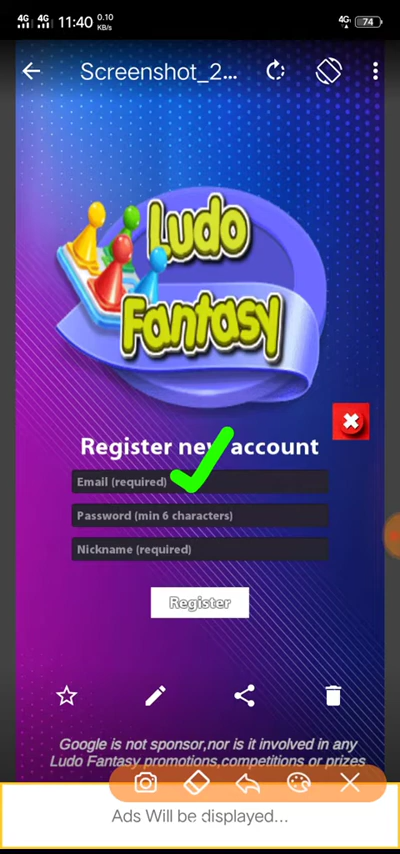 4G 4G 11:40 0.10 KB/s 4G 74
Screenshot_2...
Ludo
Fantasy
Register new account
Email (required)
Password (min 6 characters)
Nickname (required)
Register
Google is not sponsor,nor is it involved in any
Ludo Fantasy promotions,competitions or prizes
Ads Will be displayed...